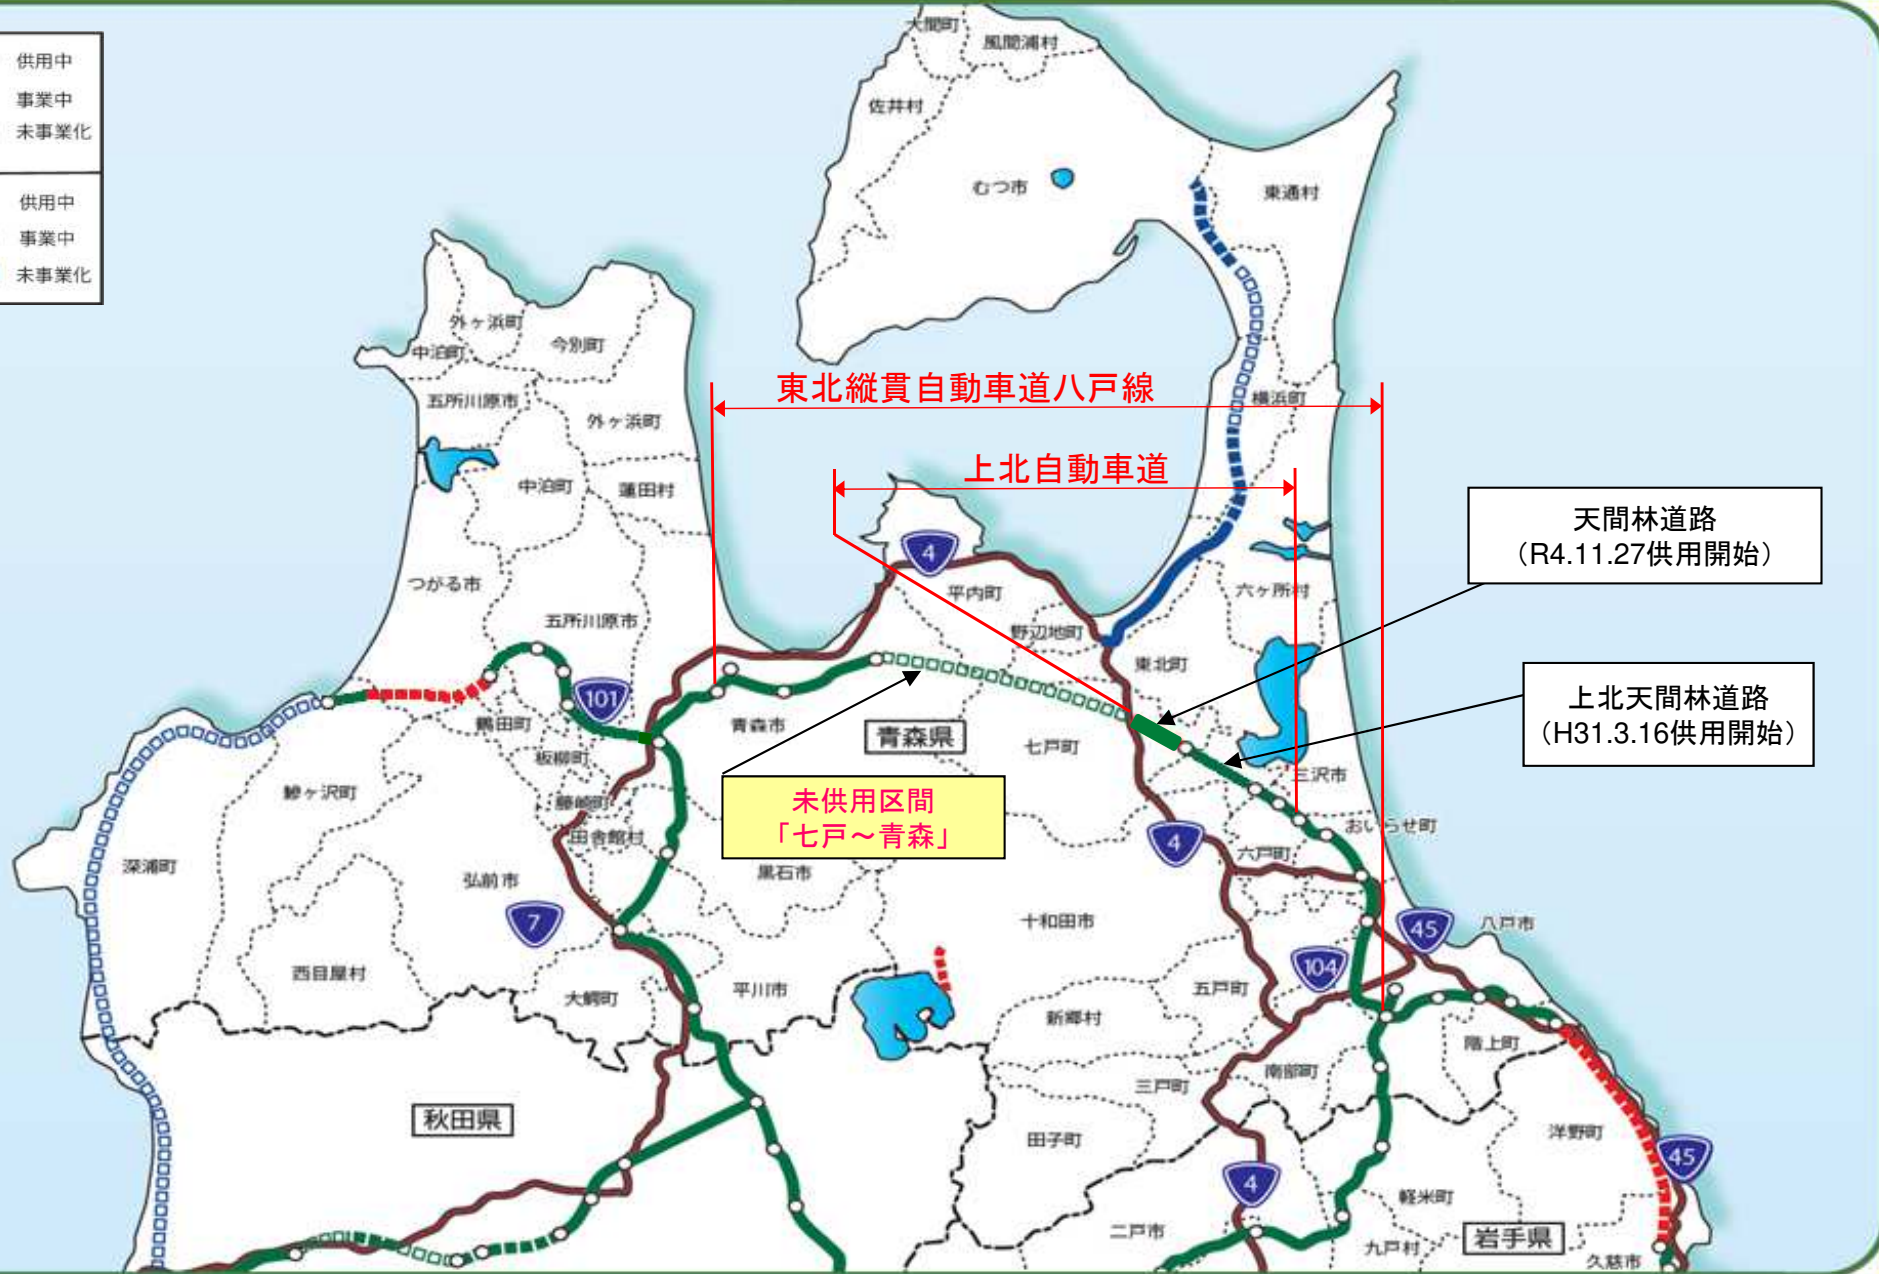 供用中
事業中
未事業化
供用中
事業中
未事業化
大間町
風間浦村
佐井村
むつ市
東通村
外ヶ浜町
中泊町
今別町
五所川原市
外ヶ浜町
東北縦貫自動車道八戸線
横浜町
中泊町
蓬田村
上北自動車道
4
天間林道路
（R4.11.27供用開始）
つがる市
平内町
六ヶ所村
五所川原市
野辺地町
東北町
101
鶴田町
青森市
青森県
七戸町
上北天間林道路
（H31.3.16供用開始）
板柳町
三沢市
鰺ヶ沢町
藤崎町
未供用区間
「七戸～青森」
田舎館村
おいらせ町
4
六戸町
深浦町
弘前市
黒石市
7
十和田市
45
八戸市
104
西目屋村
大鰐町
平川市
五戸町
新郷村
階上町
南部町
三戸町
秋田県
田子町
洋野町
45
4
軽米町
二戸市
九戸村
岩手県
久慈市